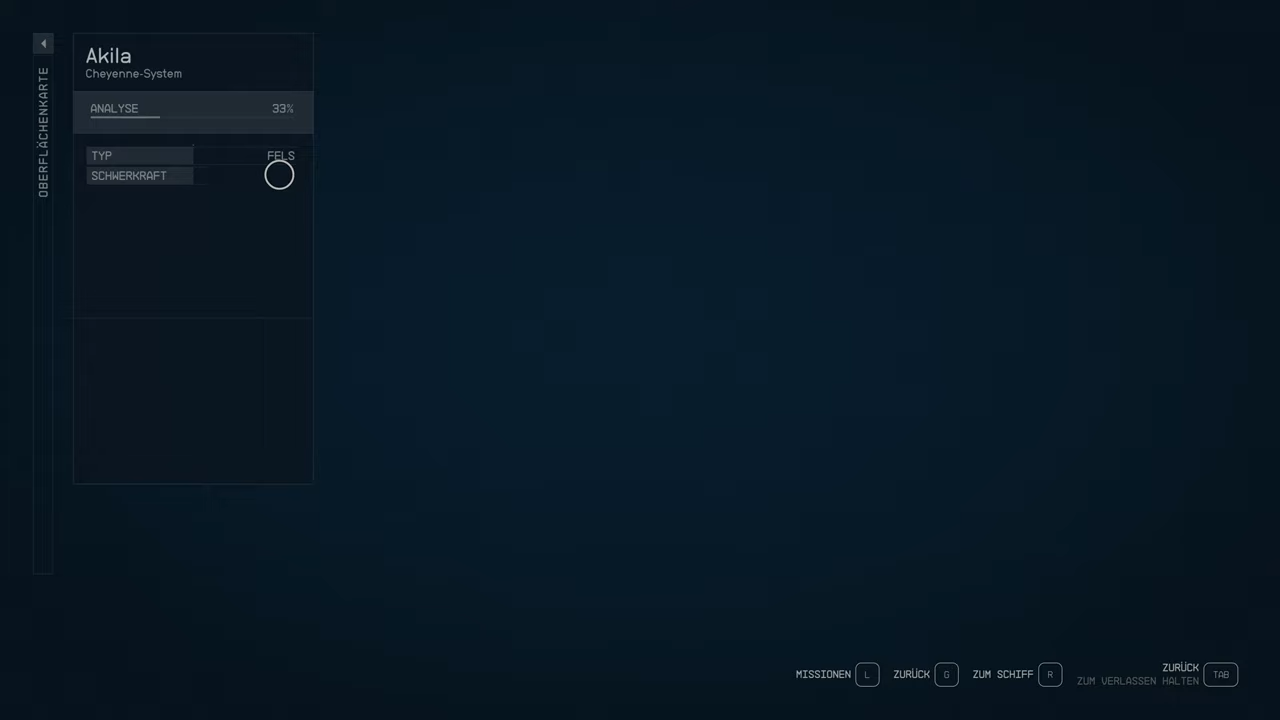 OBERFLÄCHENKARTE
Akila
Cheyenne-System
ANALYSE 33%
TYP FELS
SCHWERKRAFT
MISSIONEN L ZURÜCK G ZUM SCHIFF R ZURÜCK TAB
ZUM VERLASSEN HALTEN